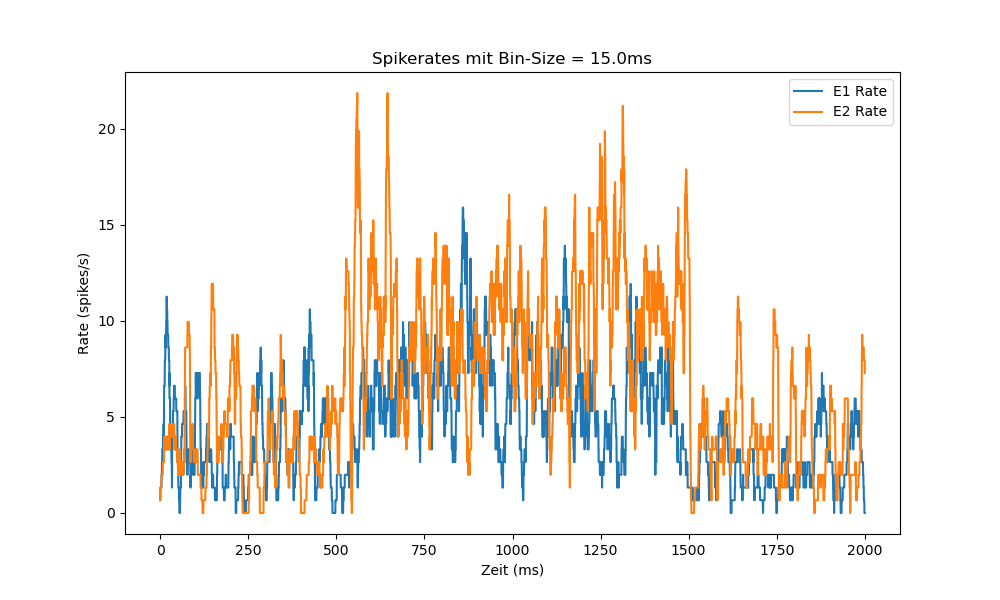 Spikerates mit Bin-Size = 15.0ms
E1 Rate
E2 Rate
Rate (spikes/s)
20
15
10
5
0
0 250 500 750 1000 1250 1500 1750 2000
Zeit (ms)